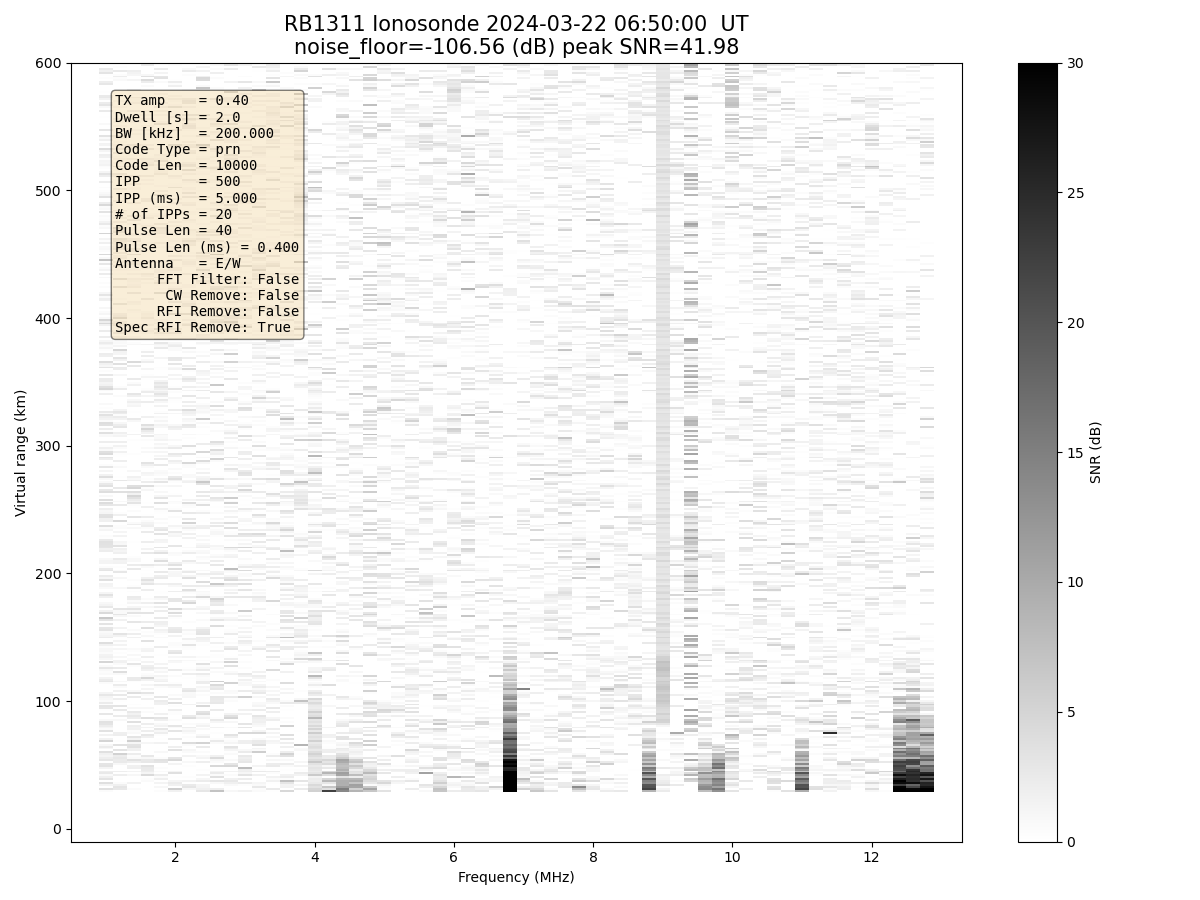 RB1311 Ionosonde 2024-03-22 06:50:00  UT
noise_floor=-106.56 (dB) peak SNR=41.98
600
500
400
300
200
100
0
Virtual range (km)
TX amp    = 0.40
Dwell [s] = 2.0
BW [kHz]  = 200.000
Code Type = prn
Code Len  = 10000
IPP       = 500
IPP (ms)  = 5.000
# of IPPs = 20
Pulse Len = 40
Pulse Len (ms) = 0.400
Antenna   = E/W
FFT Filter: False
CW Remove: False
RFI Remove: False
Spec RFI Remove: True
2 4 6 8 10 12
Frequency (MHz)
30
25
20
15
10
5
0
SNR (dB)